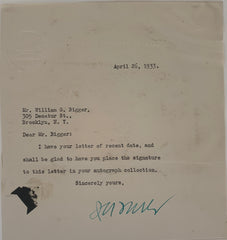 April 26, 1933.
Mr. William G. Bigger,
305 Decatur St.,
Brooklyn, N. Y.
Dear Mr. Bigger:
I have your letter of recent date, and
shall be glad to have you place the signature
to this letter in your autograph collection.
Sincerely yours,